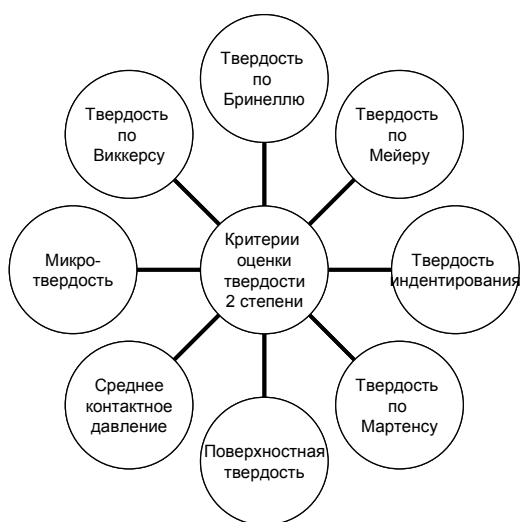 Твердость
по
Бринеллю
Твердость
по
Виккерсу
Твердость
по
Мейеру
Критерии
оценки
твердости
2 степени
Микро-
твердость
Твердость
индентирования
Среднее
контактное
давление
Твердость
по
Мартенсу
Поверхностная
твердость